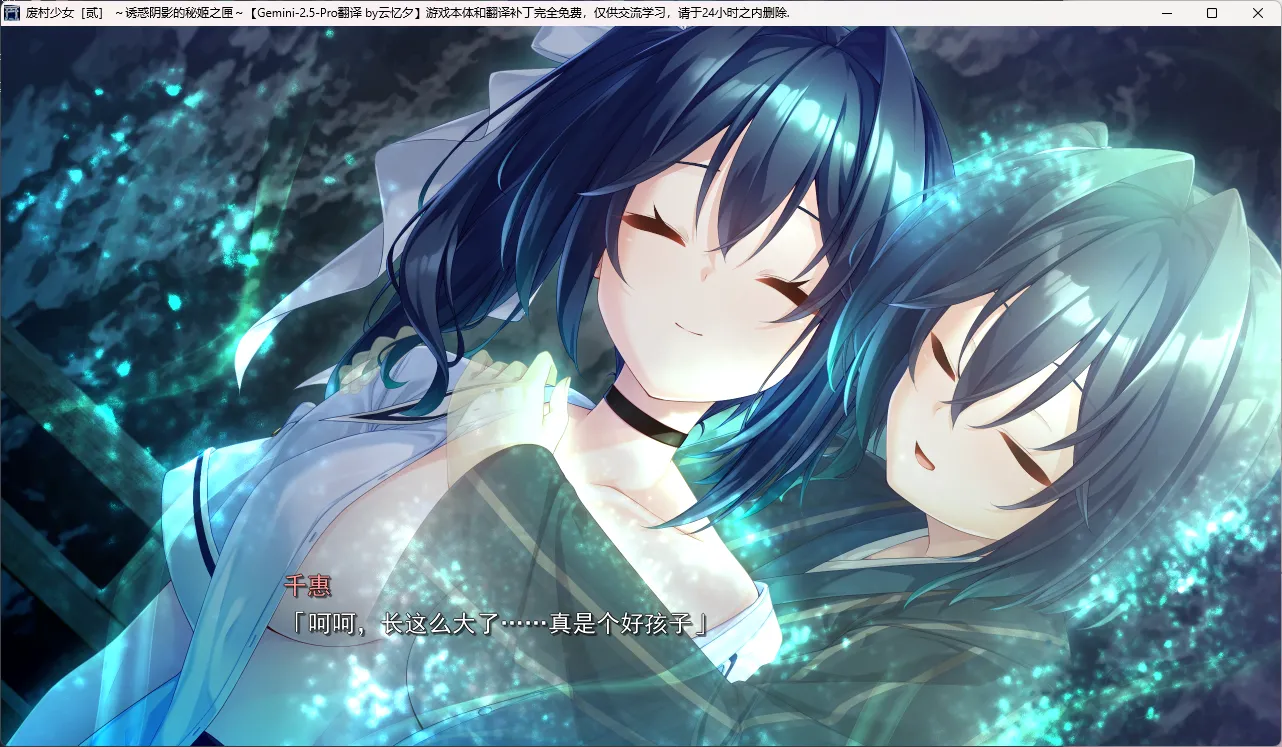 废村少女［贰］ ～诱惑阴影的秘姬之匣～【Gemini-2.5-Pro翻译 by云忆夕】游戏本体和翻译补丁完全免费，仅供交流学习，请于24小时之内删除.
千惠
「呵呵，长这么大了……真是个好孩子」